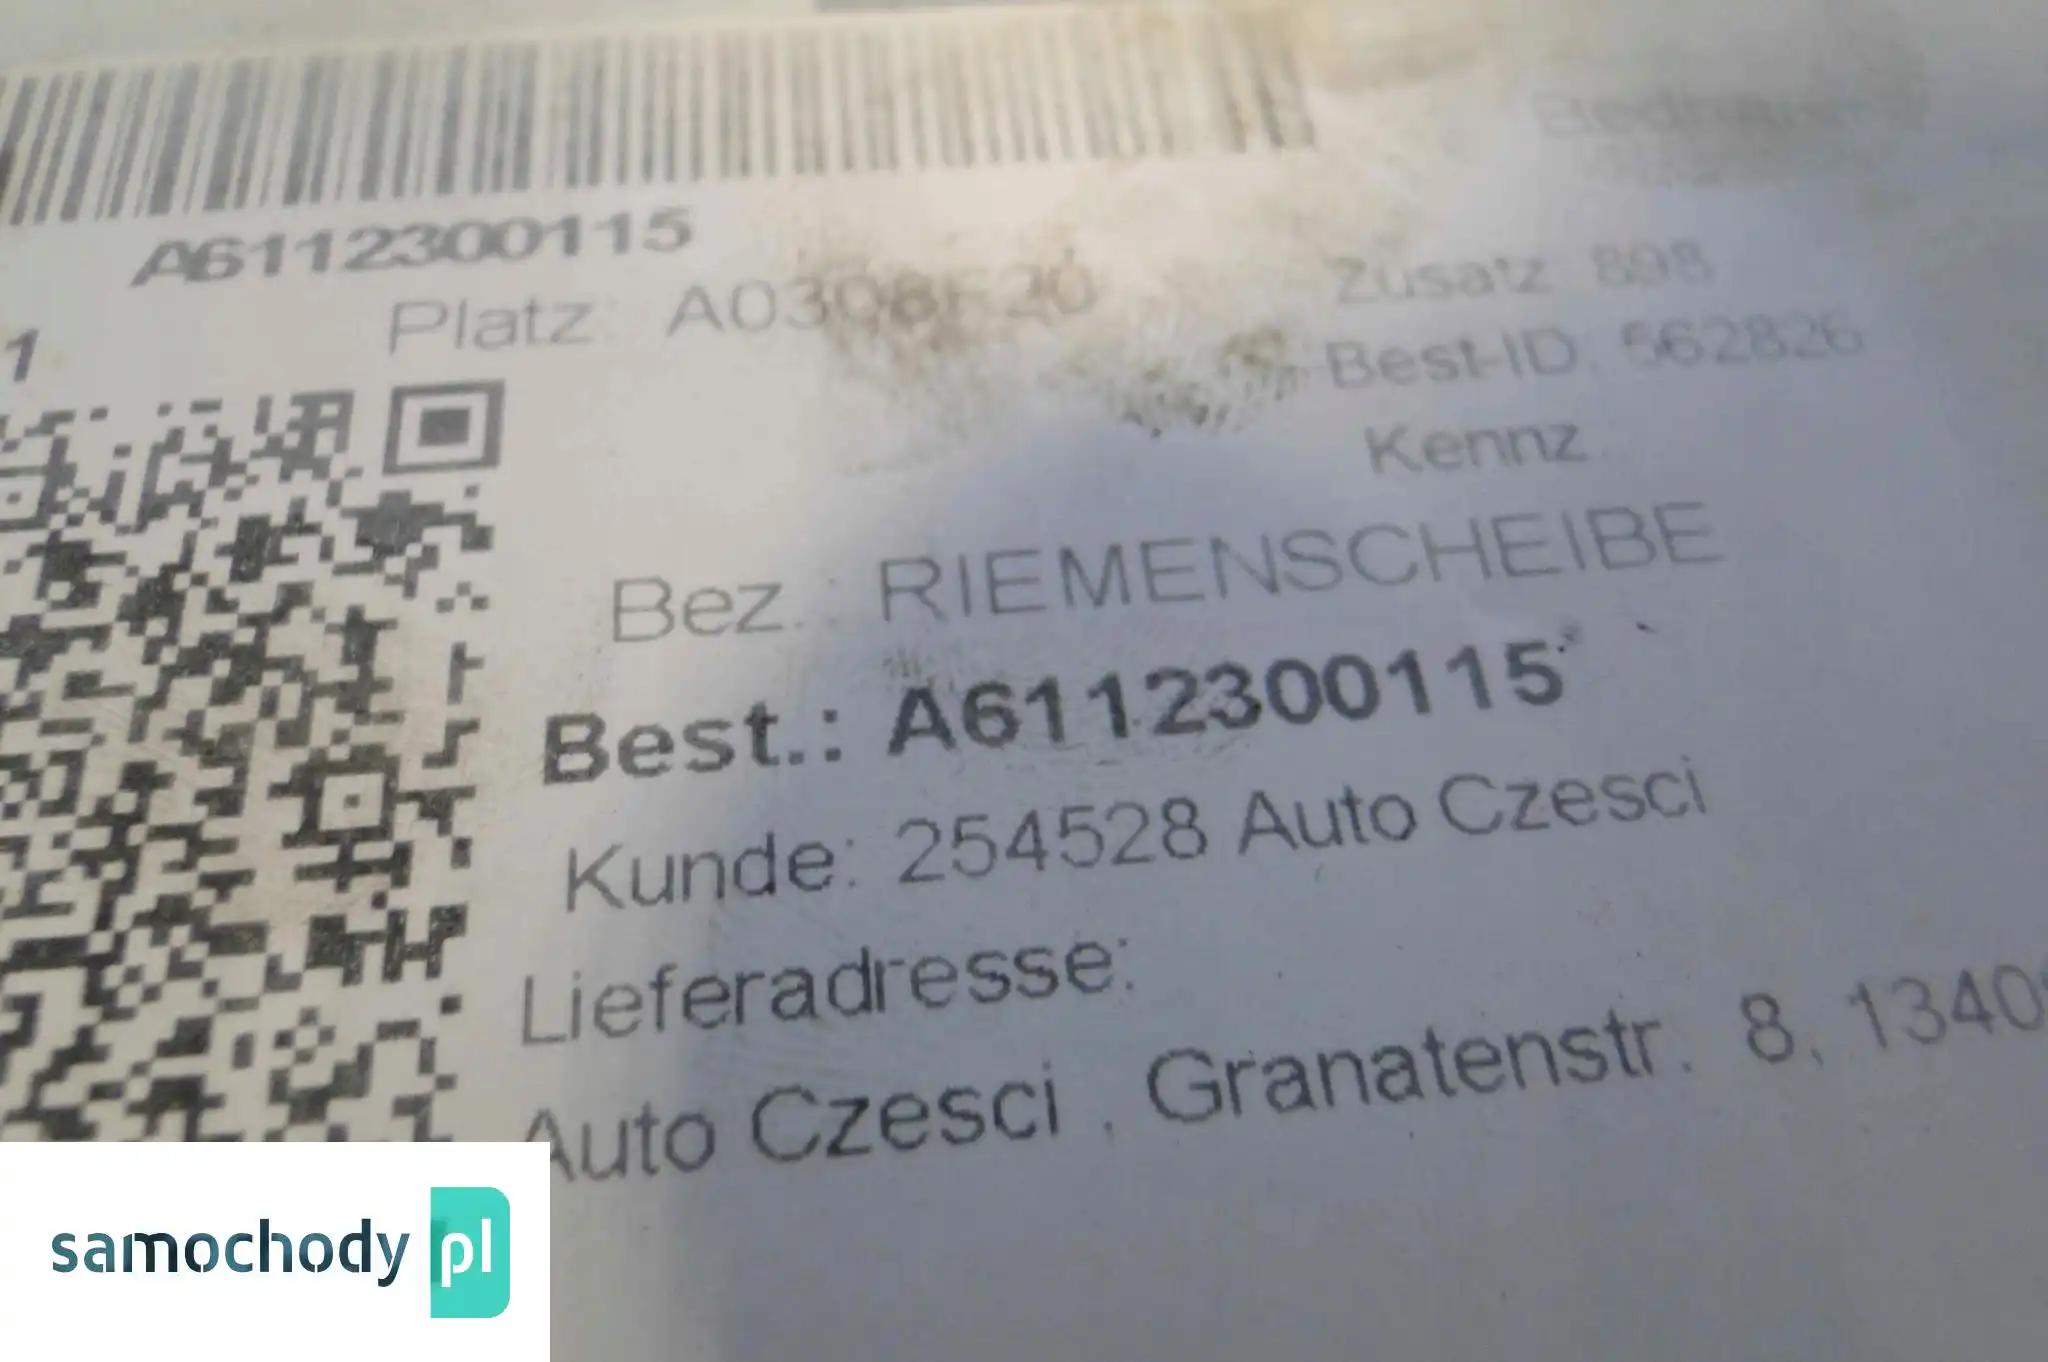 A6112300115
1
Platz: A0308F20
Zusatz 898
Best-ID: 562826
Kennz
Bez.: RIEMENSCHEIBE
Best.: A6112300115
Kunde: 254528 Auto Czesci
Lieferadresse:
Auto Czesci , Granatenstr. 8, 1340
samochody pl